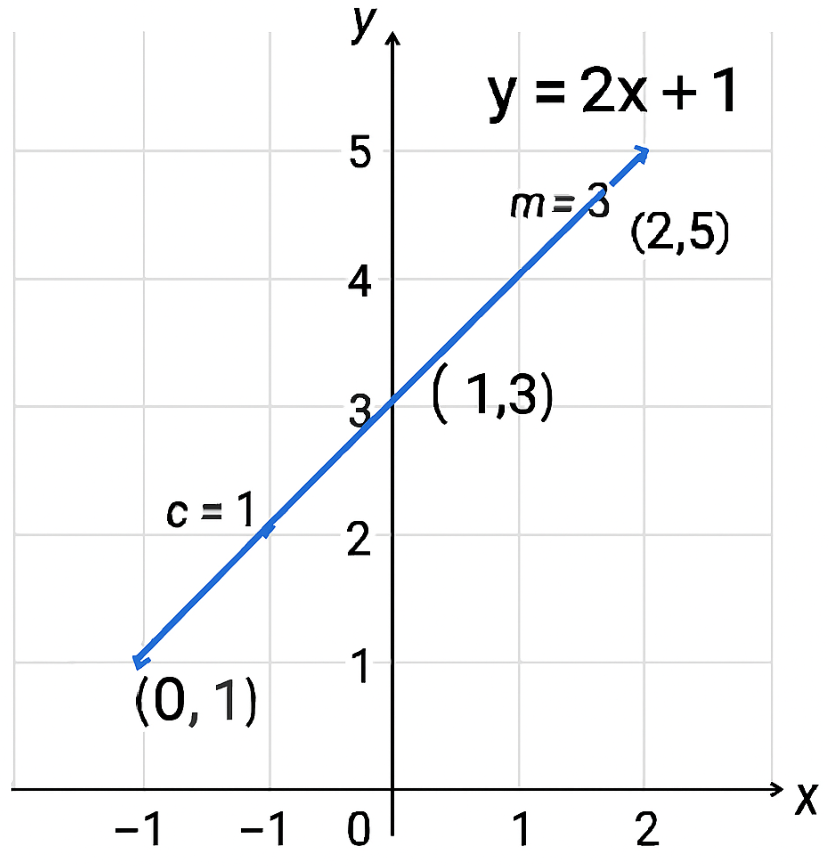 y
y = 2x + 1
5
m = 3
(2,5)
4
( 1,3)
3
c = 1
2
1
(0, 1)
x
−1 −1 0 1 2